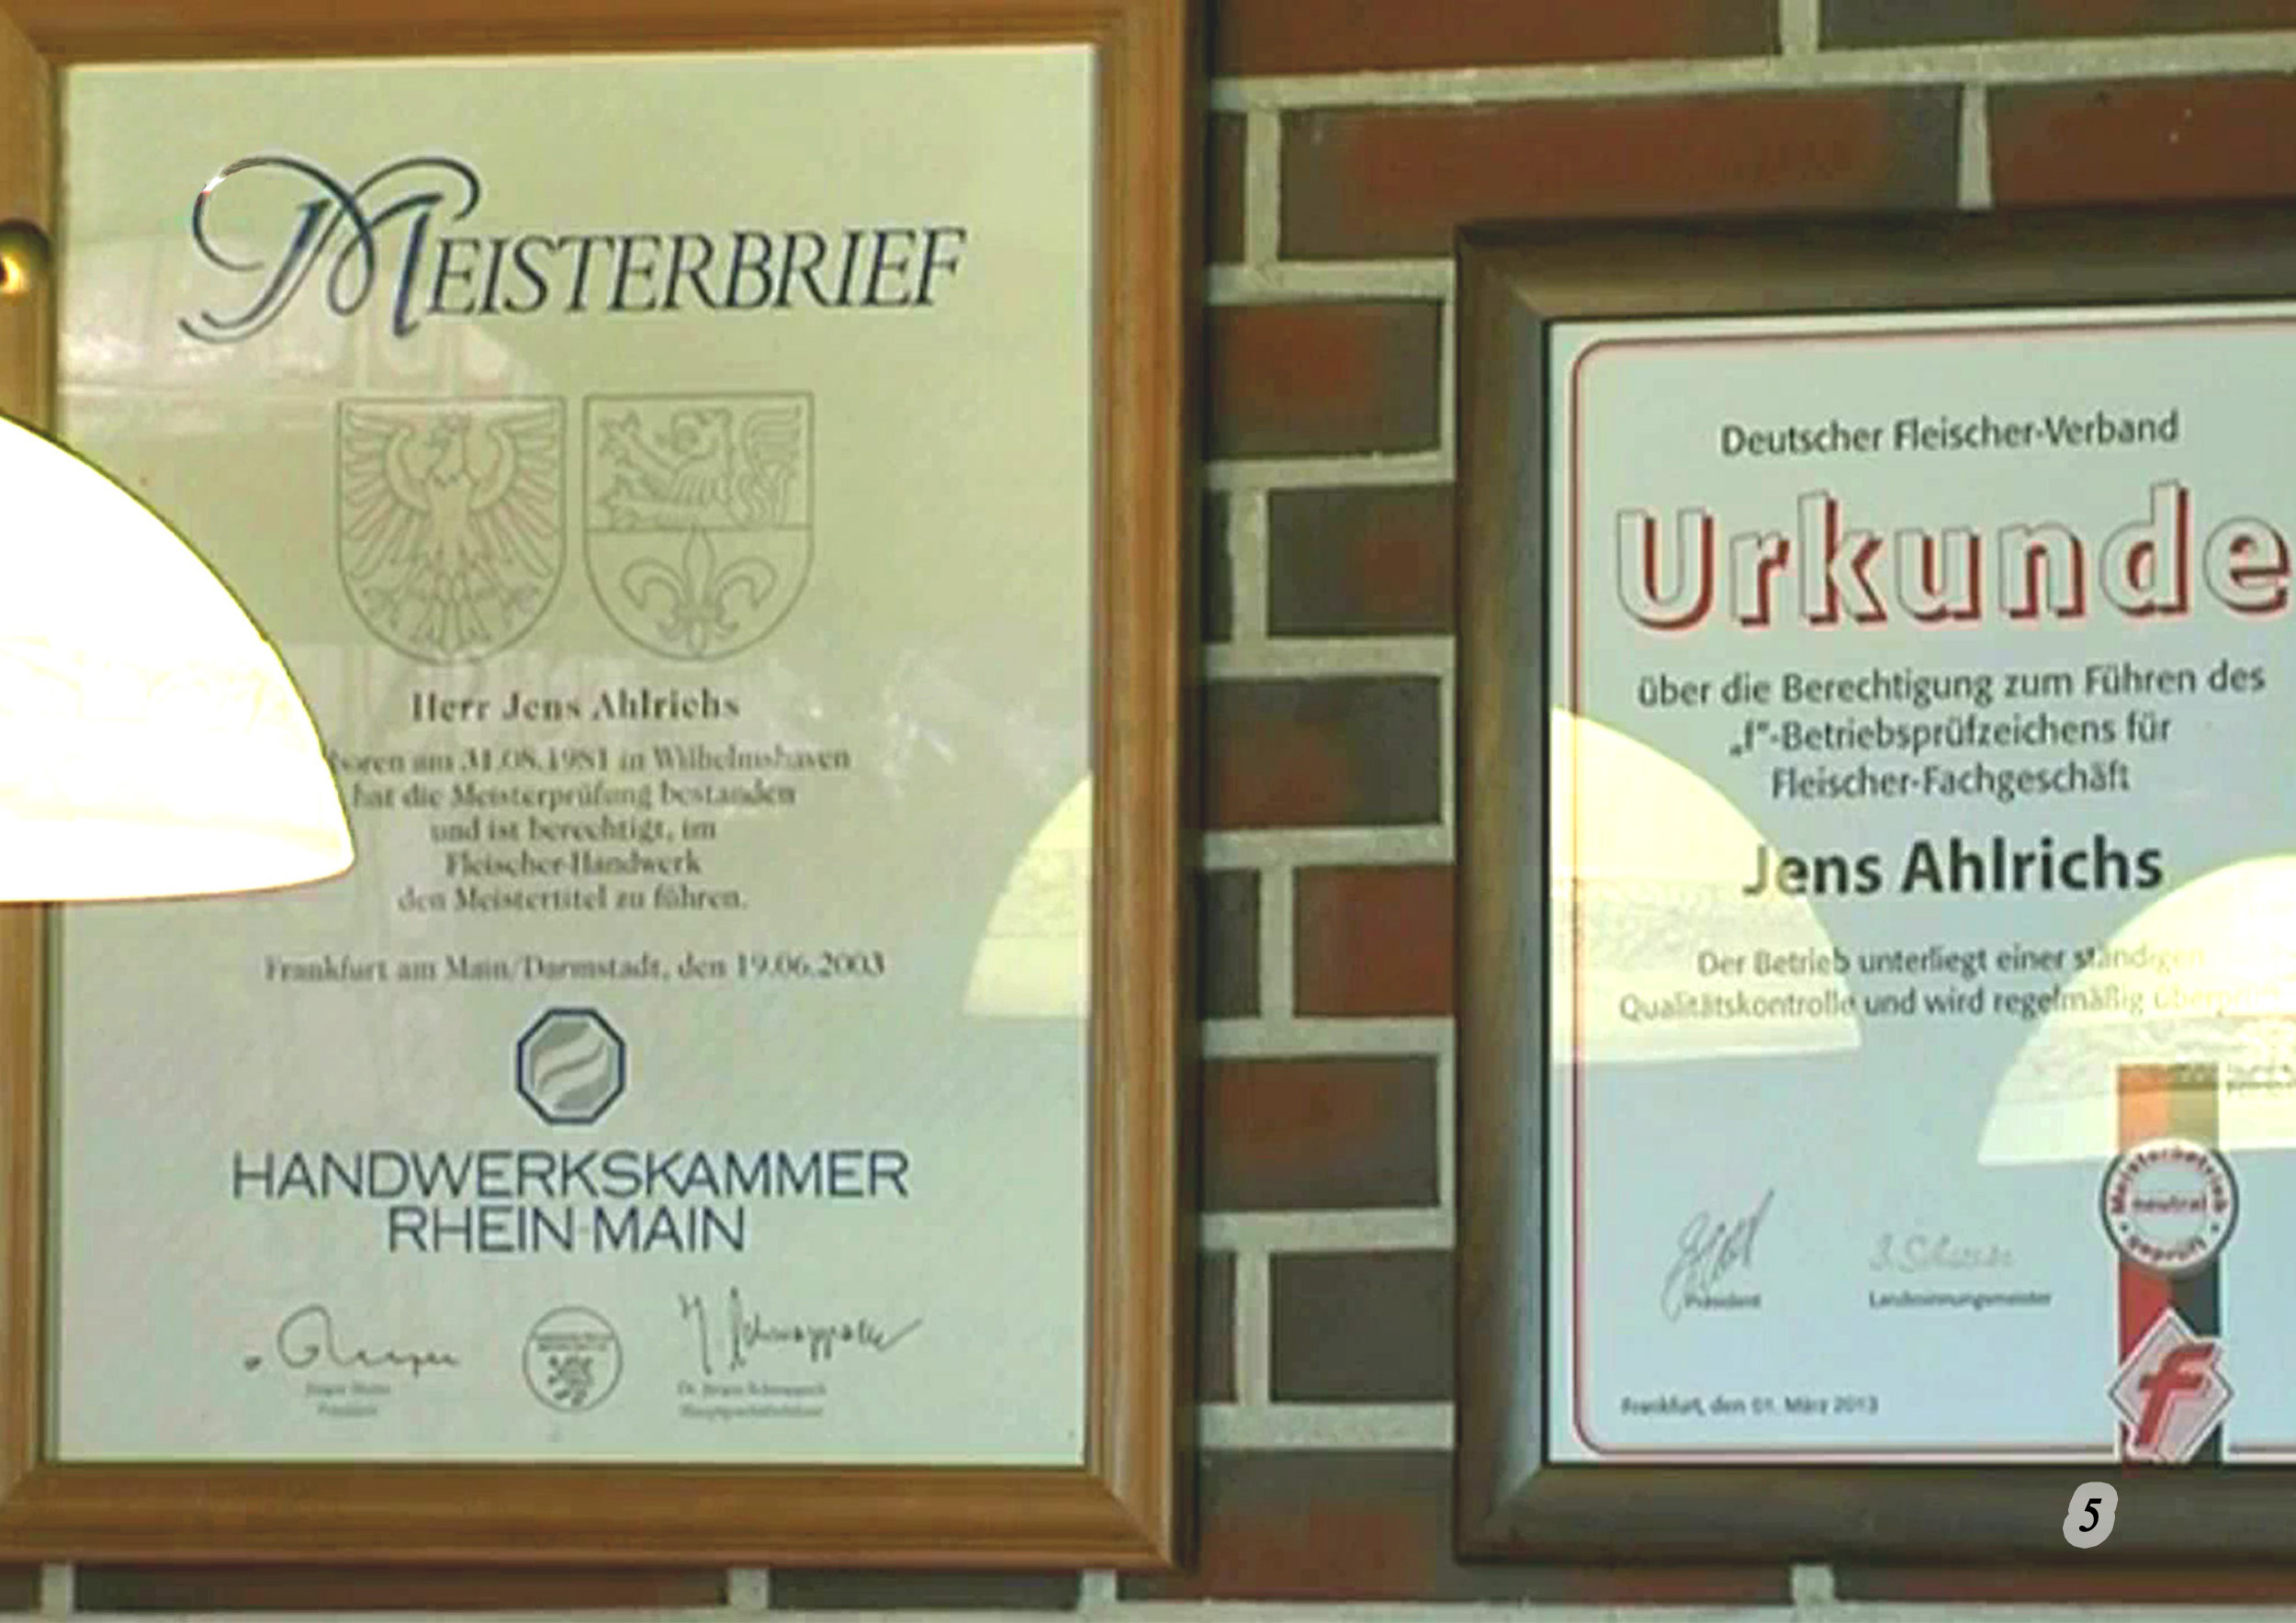 MEISTERBRIEF
Herr Jens Ahlrichs
boren am 31.08.1981 in Wilhelmshaven
hat die Meisterprüfung bestanden
und ist berechtigt, im
Fleischer-Handwerk
den Meistertitel zu führen.
Frankfurt am Main/Darmstadt, den 19.06.2003
HANDWERKSKAMMER
RHEIN-MAIN
Präsident
Hauptgeschäftsführer
Deutscher Fleischer-Verband
Urkunde
über die Berechtigung zum Führen des
„f“-Betriebsprüfzeichens für
Fleischer-Fachgeschäft
Jens Ahlrichs
Der Betrieb unterliegt einer ständigen
Qualitätskontrolle und wird regelmäßig
Meisterbetrieb
neutral
geprüft
Präsident
Landesinnungsmeister
Frankfurt, den 01. März 2013
f
5